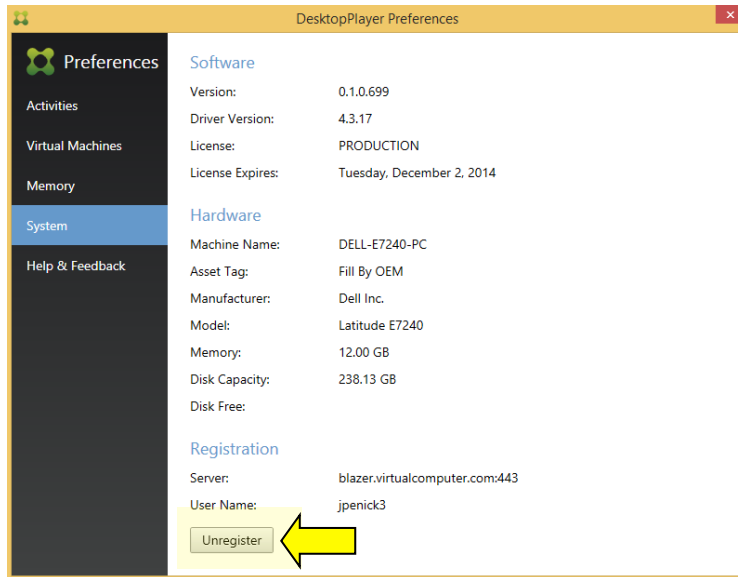 DesktopPlayer Preferences
Preferences
Activities
Virtual Machines
Memory
System
Help & Feedback
Software
Version: 0.1.0.699
Driver Version: 4.3.17
License: PRODUCTION
License Expires: Tuesday, December 2, 2014
Hardware
Machine Name: DELL-E7240-PC
Asset Tag: Fill By OEM
Manufacturer: Dell Inc.
Model: Latitude E7240
Memory: 12.00 GB
Disk Capacity: 238.13 GB
Disk Free:
Registration
Server: blazer.virtualcomputer.com:443
User Name: jpenick3
Unregister